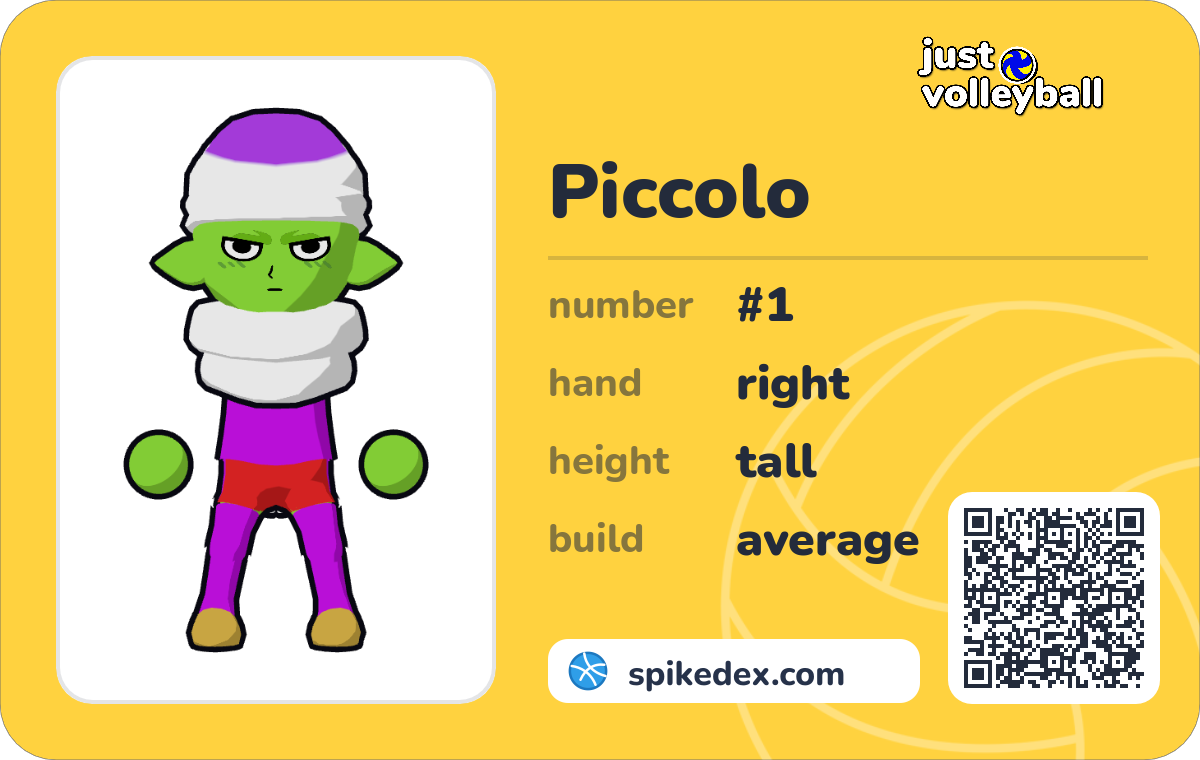 just
volleyball
Piccolo
number #1
hand right
height tall
build average
spikedex.com